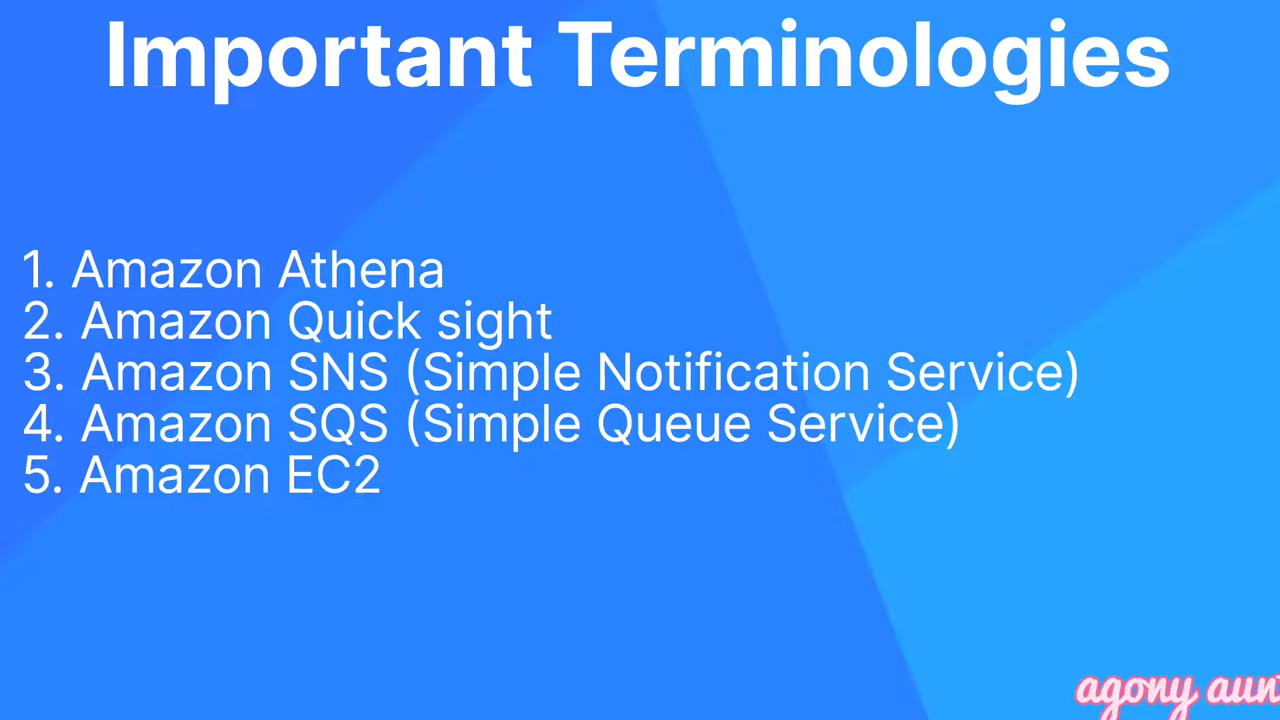 Important Terminologies
1. Amazon Athena
2. Amazon Quick sight
3. Amazon SNS (Simple Notification Service)
4. Amazon SQS (Simple Queue Service)
5. Amazon EC2
agony aun